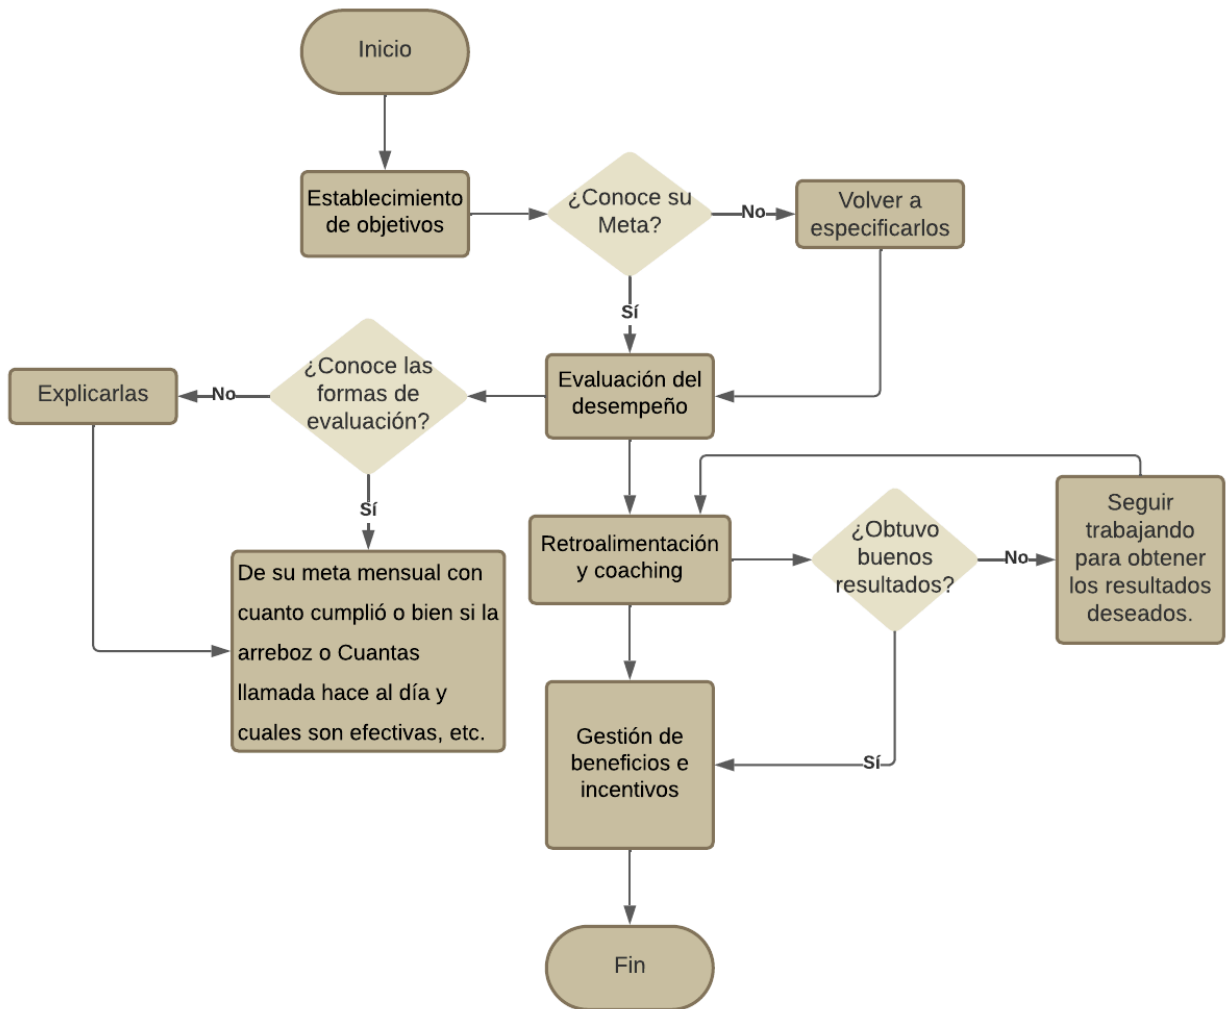 Inicio
Establecimiento
de objetivos
¿Conoce su
Meta?
No
Volver a
especificarlos
Sí
Evaluación del
desempeño
¿Conoce las
formas de
evaluación?
No
Explicarlas
Sí
De su meta mensual con
cuanto cumplió o bien si la
arreboz o Cuantas
llamada hace al día y
cuales son efectivas, etc.
Retroalimentación
y coaching
¿Obtuvo
buenos
resultados?
No
Seguir
trabajando
para obtener
los resultados
deseados.
Sí
Gestión de
beneficios e
incentivos
Fin